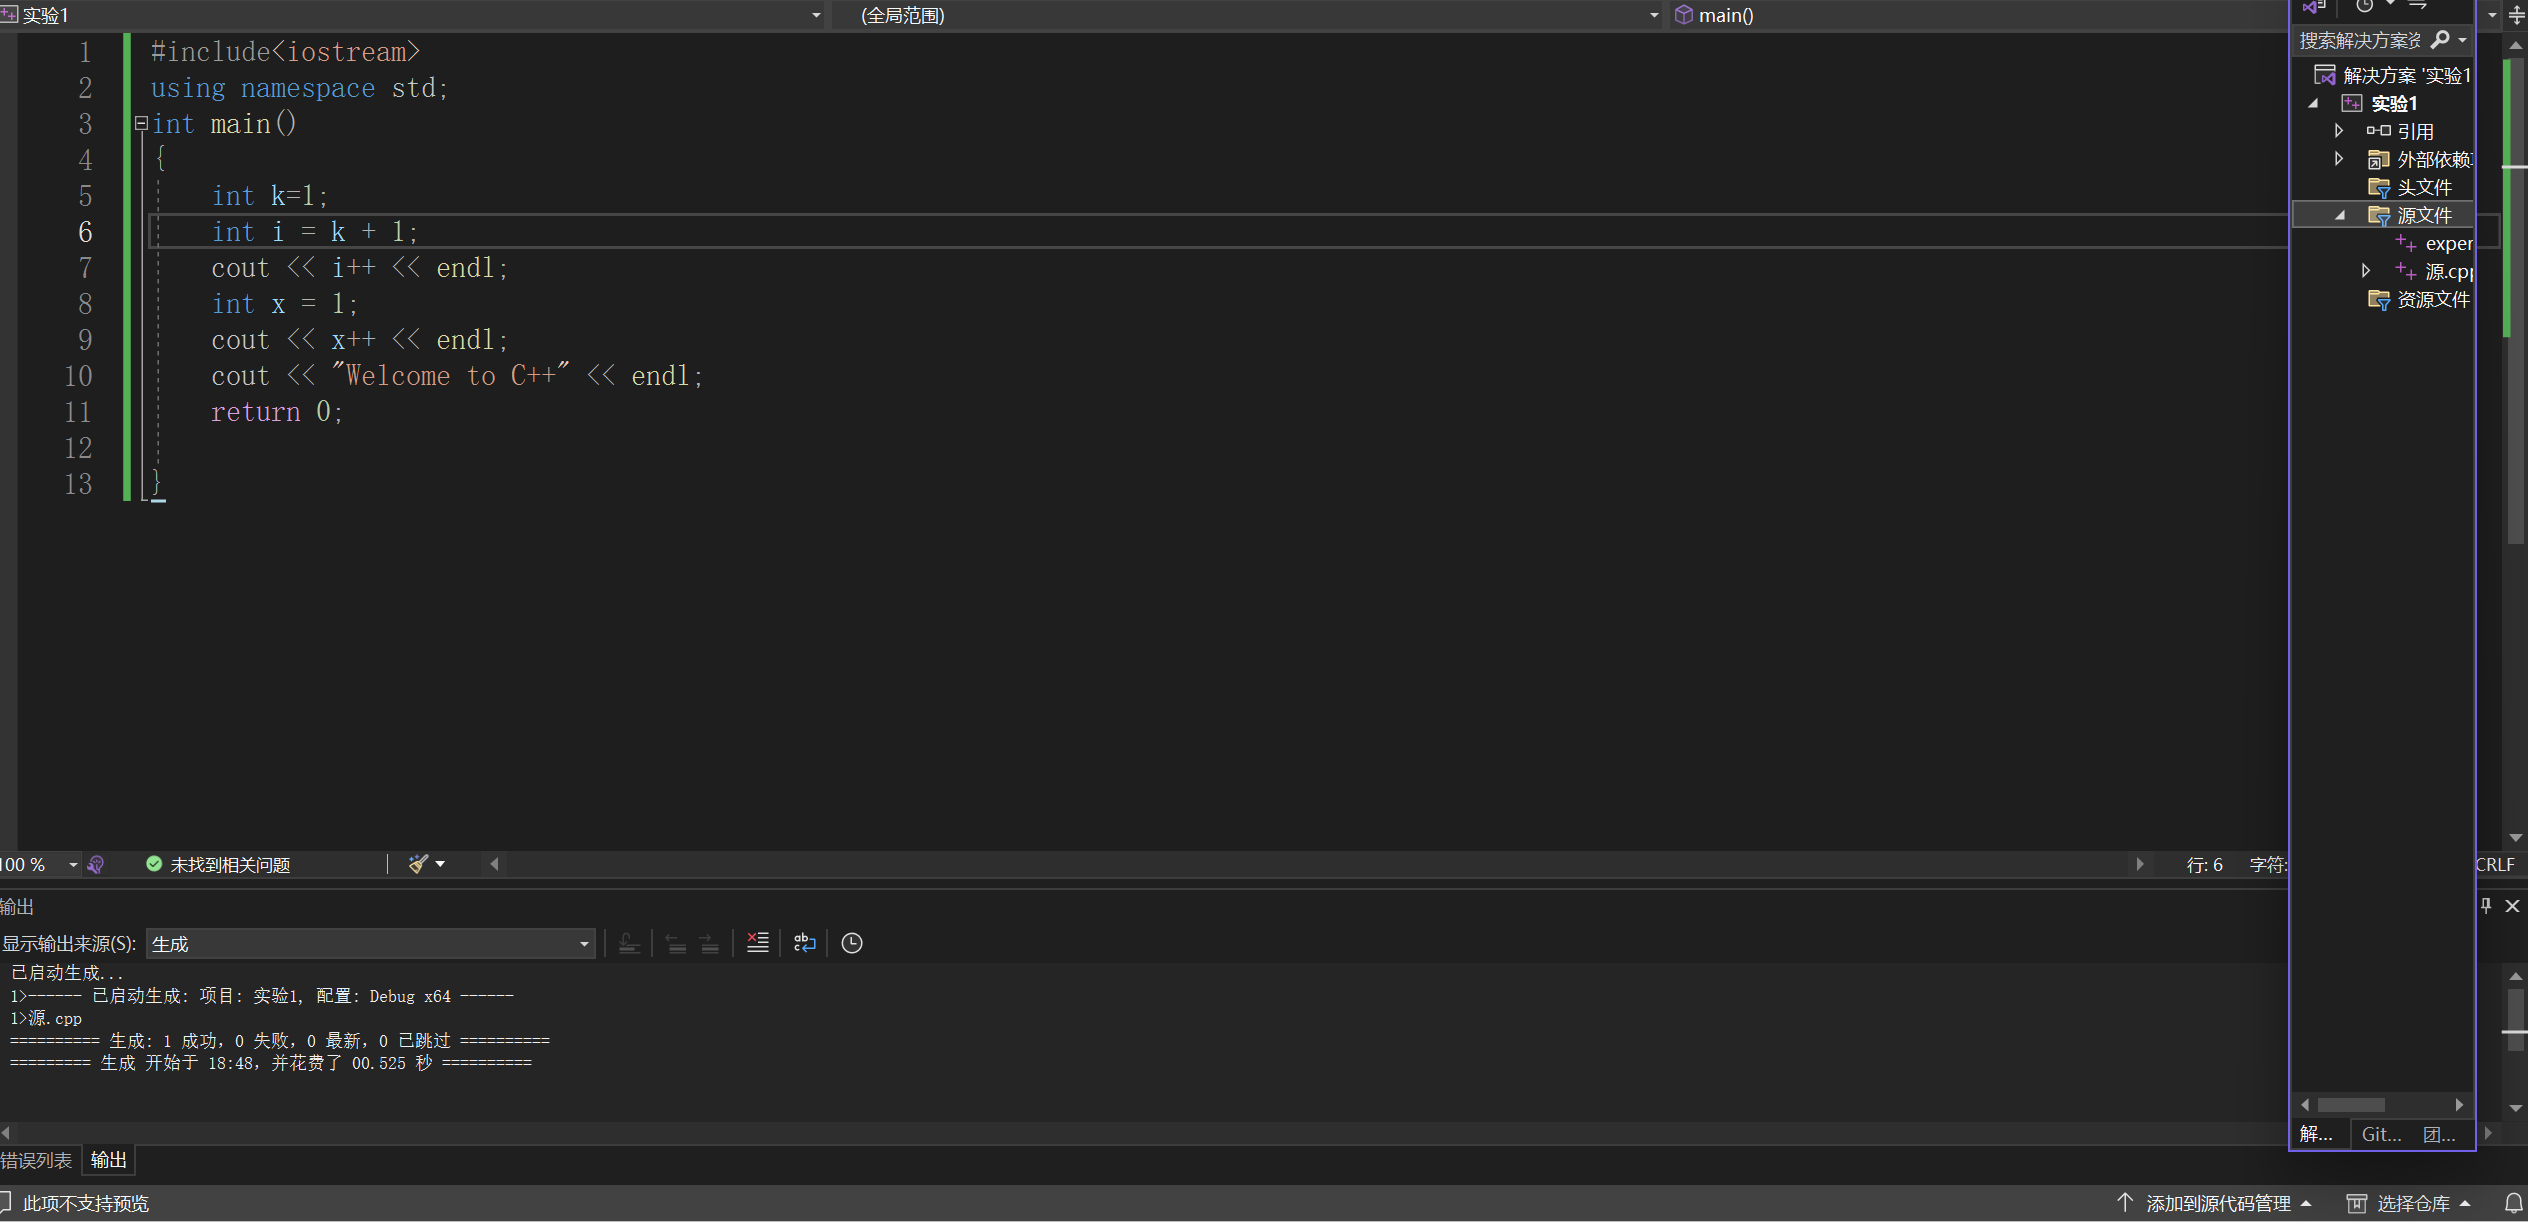 实验1
(全局范围)
main()
1 #include<iostream>
2 using namespace std;
3 int main()
4 {
5 int k=1;
6 int i = k + 1;
7 cout << i++ << endl;
8 int x = 1;
9 cout << x++ << endl;
10 cout << "Welcome to C++" << endl;
11 return 0;
12
13 }
搜索解决方案资
解决方案 '实验1
实验1
引用
外部依赖
头文件
源文件
exper
源.cpp
资源文件
解...
Git...
团...
100 %
未找到相关问题
行: 6
字符:
CRLF
输出
显示输出来源(S):
生成
已启动生成...
1>------ 已启动生成: 项目: 实验1, 配置: Debug x64 ------
1>源.cpp
========== 生成: 1 成功，0 失败，0 最新，0 已跳过 ==========
========= 生成 开始于 18:48，并花费了 00.525 秒 ==========
错误列表
输出
此项不支持预览
添加到源代码管理
选择仓库